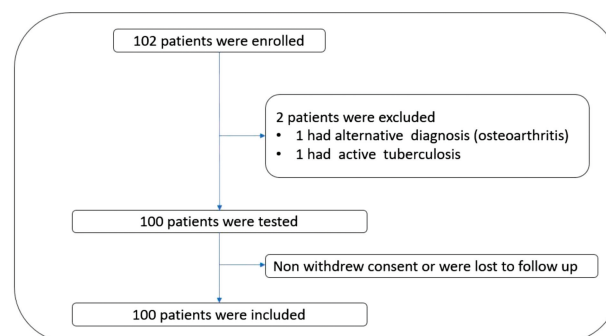 102 patients were enrolled
2 patients were excluded
• 1 had alternative diagnosis (osteoarthritis)
• 1 had active tuberculosis
100 patients were tested
Non withdrew consent or were lost to follow up
100 patients were included